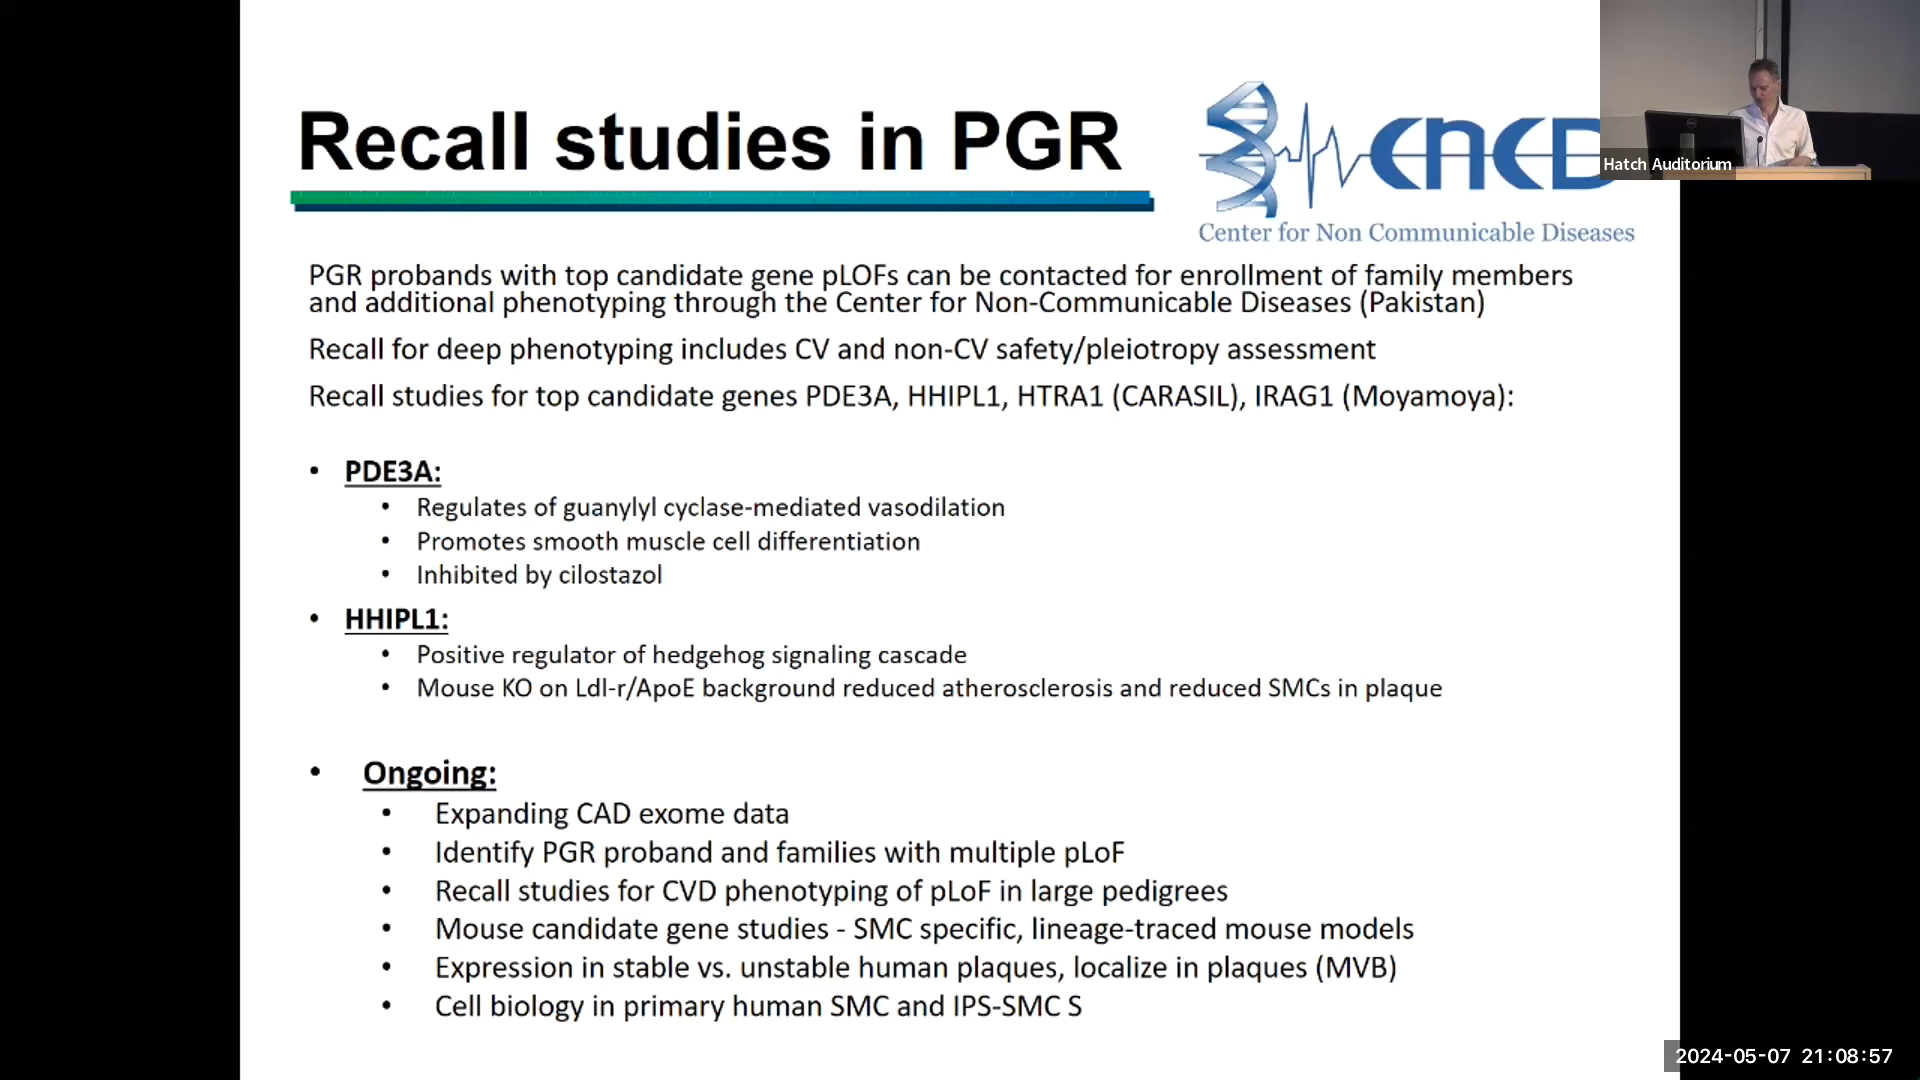 Recall studies in PGR
CNCD
Center for Non Communicable Diseases
Hatch Auditorium
PGR probands with top candidate gene pLOFs can be contacted for enrollment of family members
and additional phenotyping through the Center for Non-Communicable Diseases (Pakistan)
Recall for deep phenotyping includes CV and non-CV safety/pleiotropy assessment
Recall studies for top candidate genes PDE3A, HHIPL1, HTRA1 (CARASIL), IRAG1 (Moyamoya):
• PDE3A:
• Regulates of guanylyl cyclase-mediated vasodilation
• Promotes smooth muscle cell differentiation
• Inhibited by cilostazol
• HHIPL1:
• Positive regulator of hedgehog signaling cascade
• Mouse KO on Ldl-r/ApoE background reduced atherosclerosis and reduced SMCs in plaque
• Ongoing:
• Expanding CAD exome data
• Identify PGR proband and families with multiple pLoF
• Recall studies for CVD phenotyping of pLoF in large pedigrees
• Mouse candidate gene studies - SMC specific, lineage-traced mouse models
• Expression in stable vs. unstable human plaques, localize in plaques (MVB)
• Cell biology in primary human SMC and IPS-SMC S
2024-05-07 21:08:57